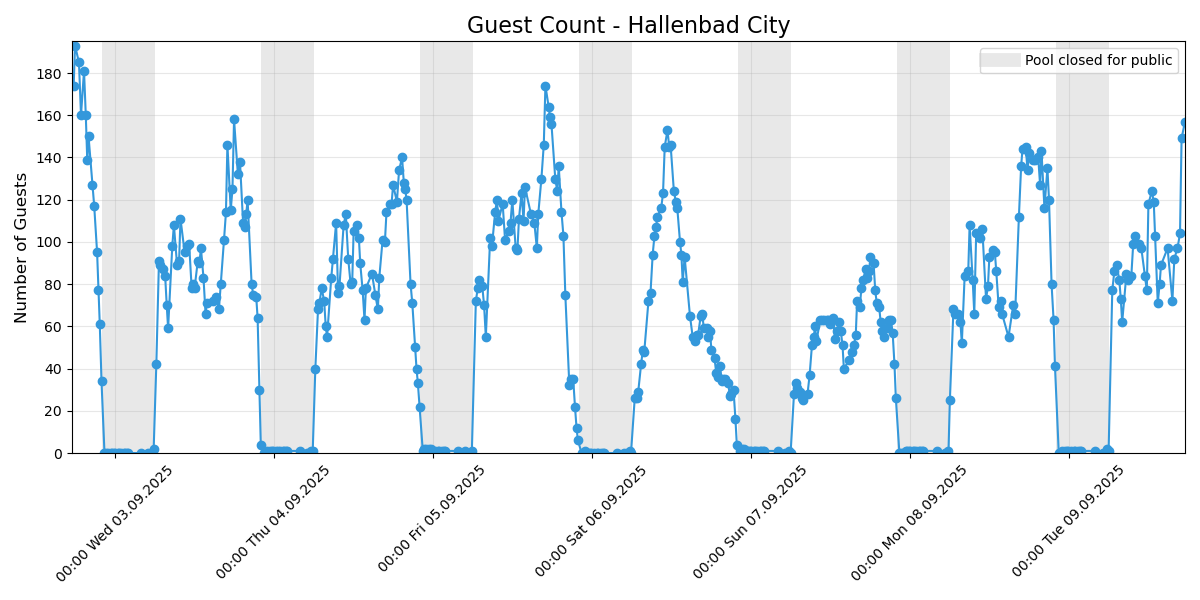 Guest Count - Hallenbad City
Pool closed for public
Number of Guests
180
160
140
120
100
80
60
40
20
0
00:00 Wed 03.09.2025
00:00 Thu 04.09.2025
00:00 Fri 05.09.2025
00:00 Sat 06.09.2025
00:00 Sun 07.09.2025
00:00 Mon 08.09.2025
00:00 Tue 09.09.2025